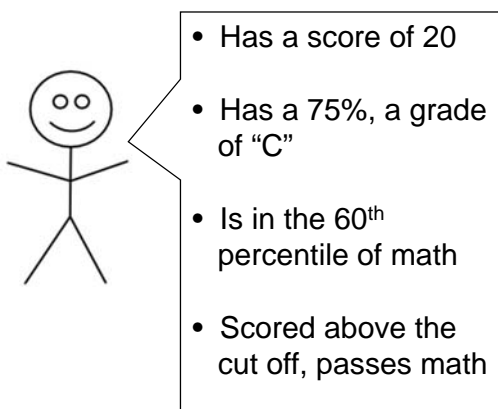 • Has a score of 20
• Has a 75%, a grade
of “C”
• Is in the 60th
percentile of math
• Scored above the
cut off, passes math